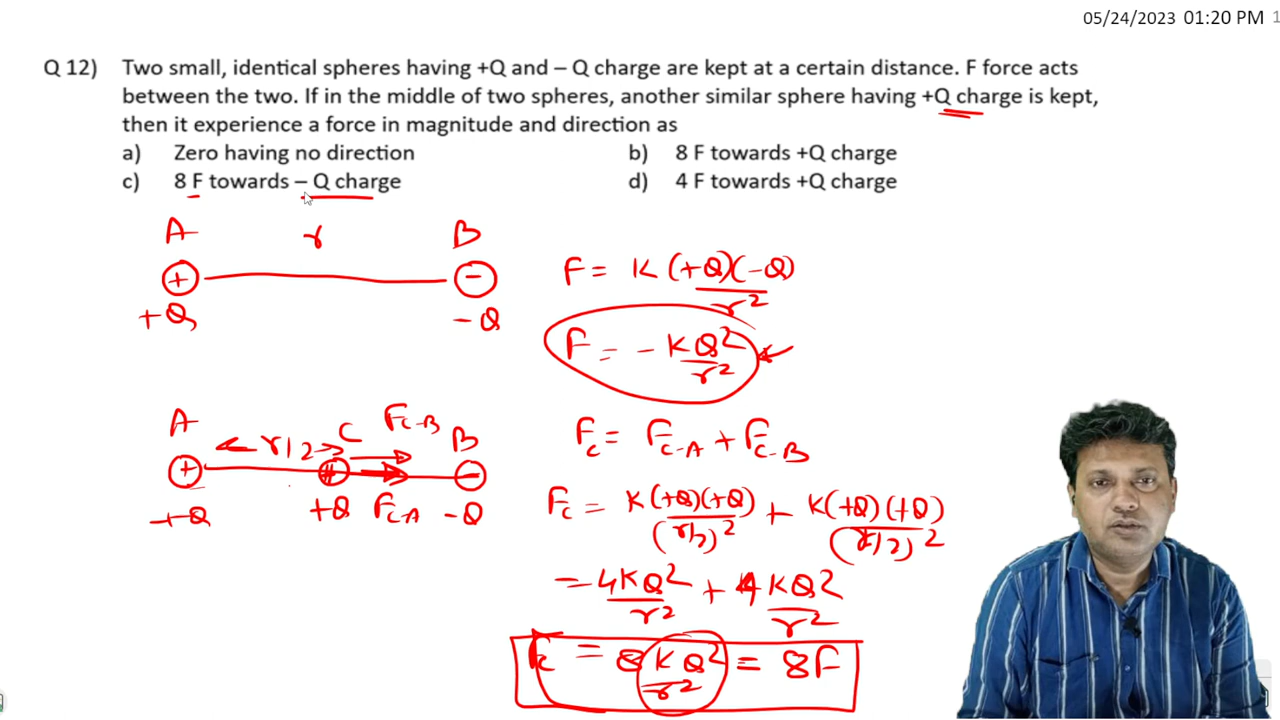 05/24/2023 01:20 PM 1
Q 12) Two small, identical spheres having +Q and – Q charge are kept at a certain distance. F force acts
between the two. If in the middle of two spheres, another similar sphere having +Q charge is kept,
then it experience a force in magnitude and direction as
a) Zero having no direction b) 8 F towards +Q charge
c) 8 F towards – Q charge d) 4 F towards +Q charge
A r B
+ −
+Q −Q
F = K (+Q)(−Q) / r²
F = − KQ² / r²
A r/2 C F_C-B B
+ + −
+Q +Q F_CA −Q
F_C = F_C-A + F_C-B
F_C = K(+Q)(+Q) / (r/2)² + K(+Q)(+Q) / (r/2)²
= 4KQ² / r² + 4KQ² / r²
F_C = 8KQ² / r² = 8F